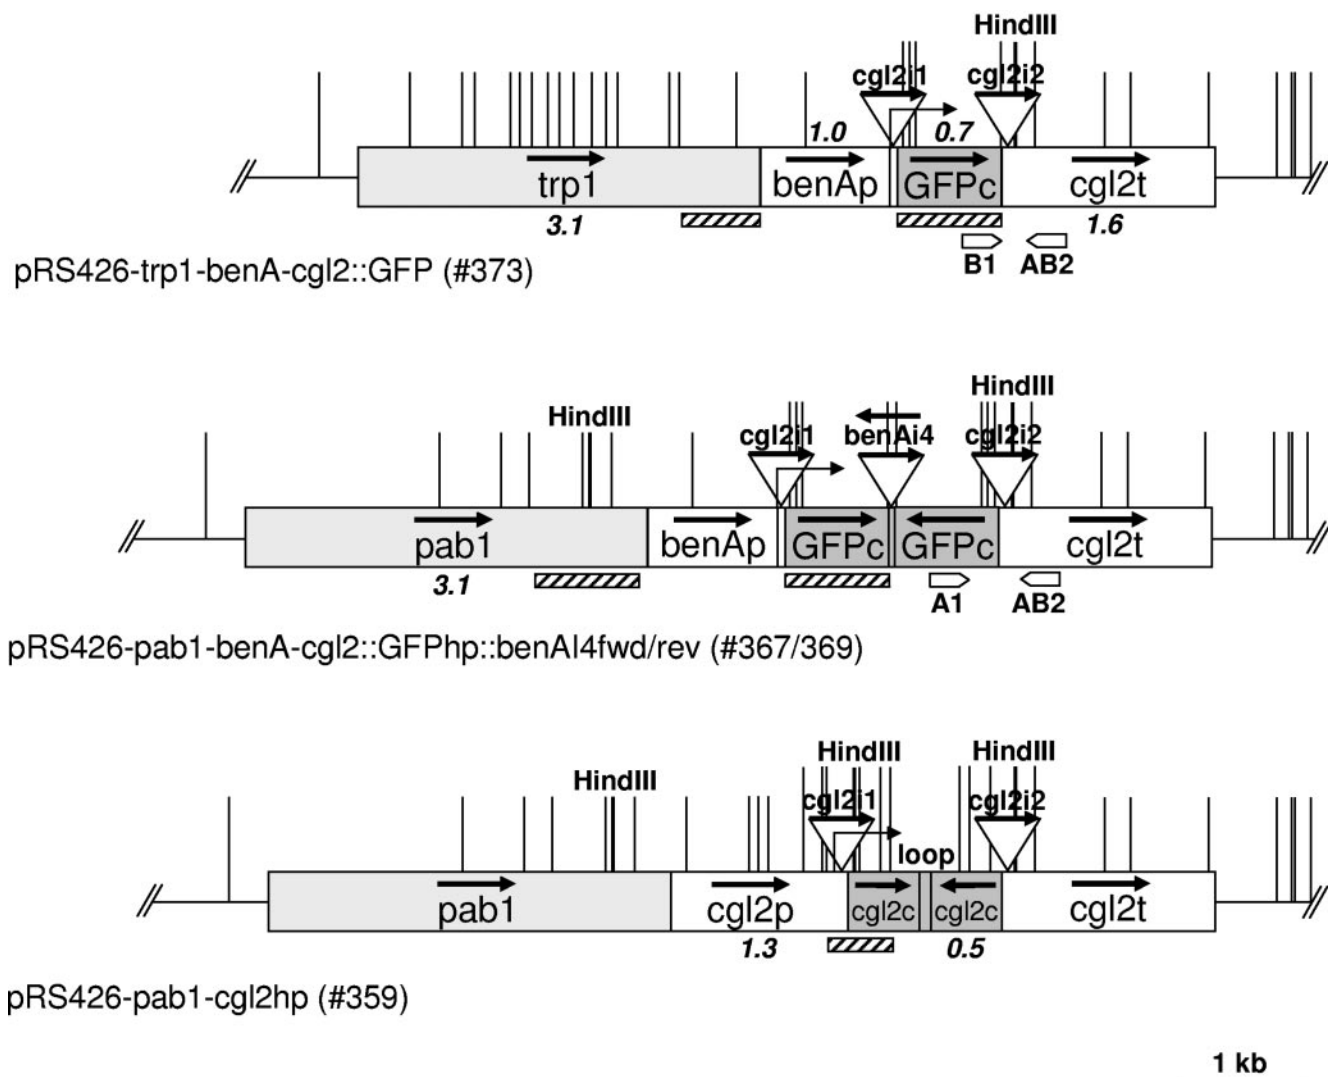 HindIII
cgl2i1 cgl2i2
1.0 0.7
trp1 benAp GFPc cgl2t
3.1 1.6
B1 AB2
pRS426-trp1-benA-cgl2::GFP (#373)
HindIII
HindIII
cgl2i1 benAi4 cgl2i2
pab1 benAp GFPc GFPc cgl2t
3.1
A1 AB2
pRS426-pab1-benA-cgl2::GFPhp::benAI4fwd/rev (#367/369)
HindIII HindIII
HindIII
cgl2i1 cgl2i2
loop
pab1 cgl2p cgl2c cgl2c cgl2t
1.3 0.5
pRS426-pab1-cgl2hp (#359)
1 kb